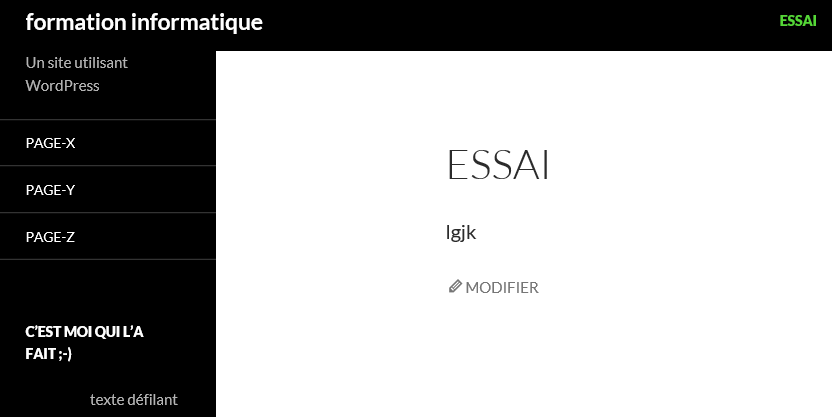 formation informatique
ESSAI
Un site utilisant
WordPress
PAGE-X
PAGE-Y
PAGE-Z
C'EST MOI QUI L'A
FAIT ;-)
texte défilant
ESSAI
lgjk
MODIFIER